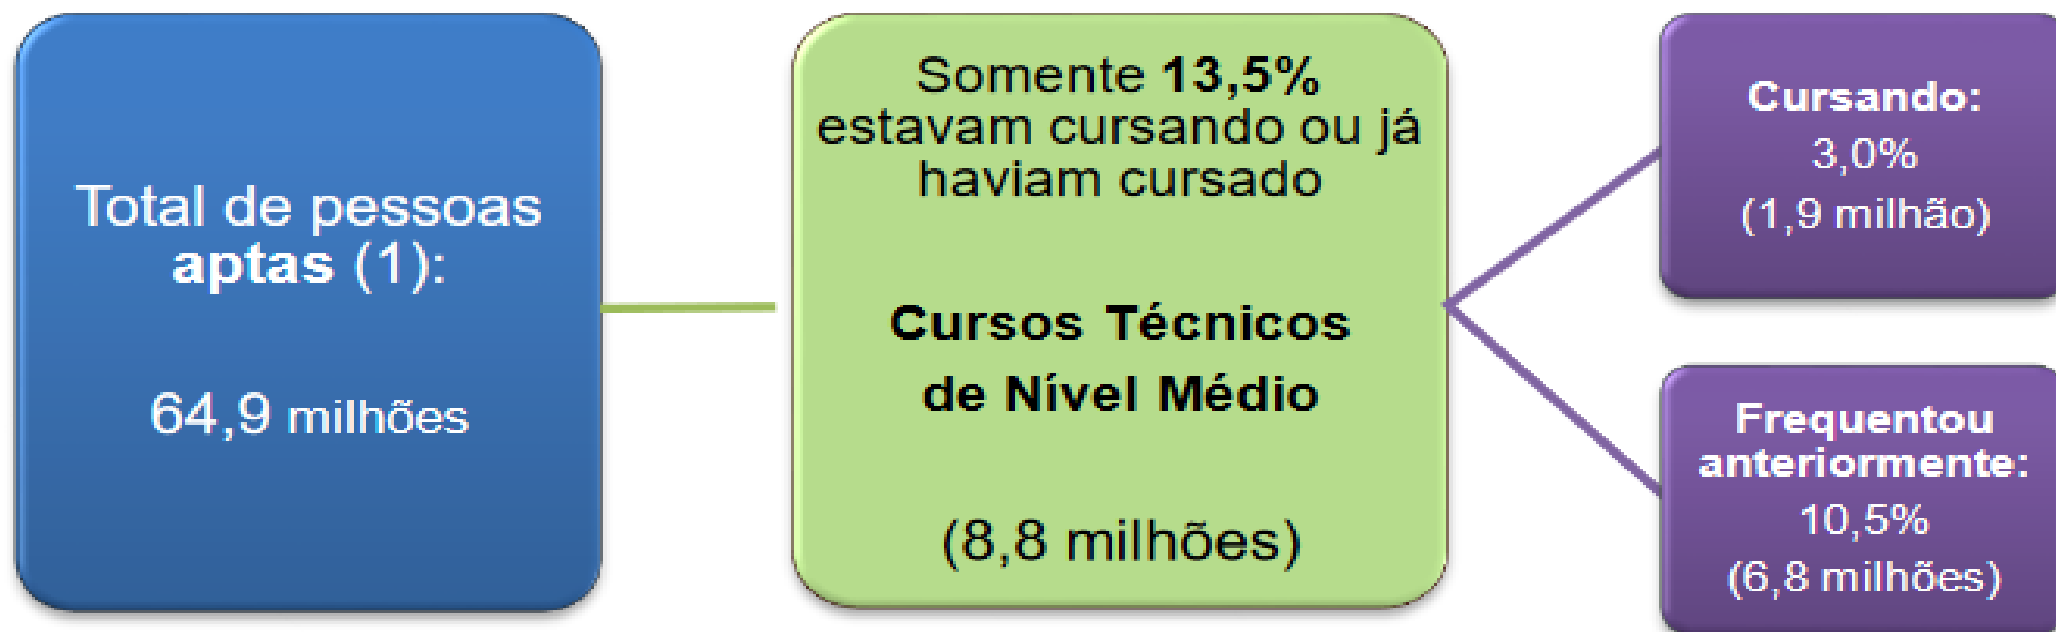 Total de pessoas
aptas (1):
64,9 milhões
Somente 13,5%
estavam cursando ou já
haviam cursado
Cursos Técnicos
de Nível Médio
(8,8 milhões)
Cursando:
3,0%
(1,9 milhão)
Frequentou
anteriormente:
10,5%
(6,8 milhões)